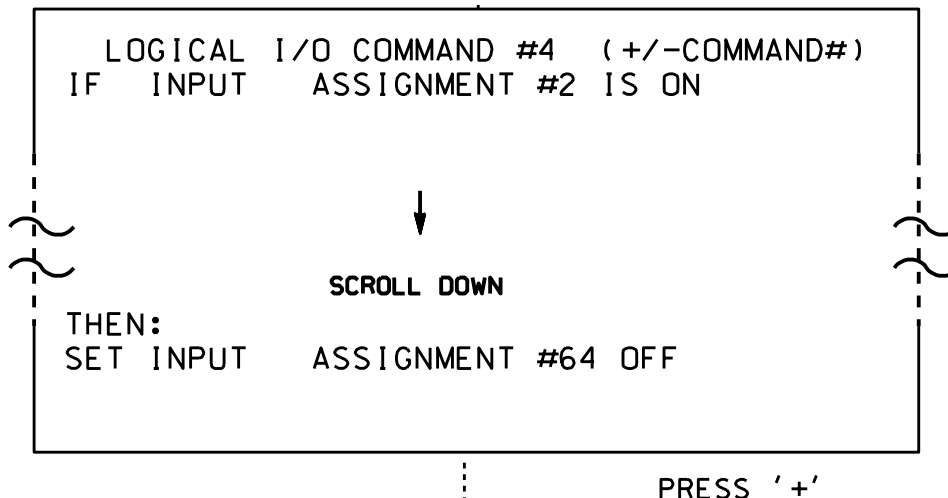 LOGICAL I/O COMMAND #4 (+/-COMMAND#)
IF INPUT ASSIGNMENT #2 IS ON
SCROLL DOWN
THEN:
SET INPUT ASSIGNMENT #64 OFF
PRESS '+'